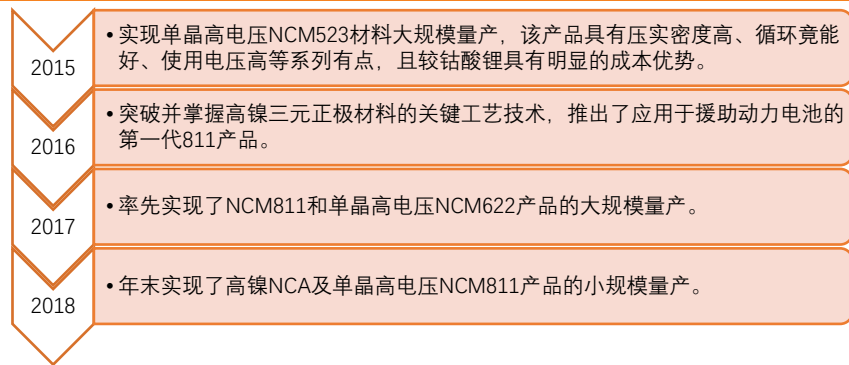 2015
•实现单晶高电压NCM523材料大规模量产，该产品具有压实密度高、循环竟能
好、使用电压高等系列有点，且较钴酸锂具有明显的成本优势。
2016
•突破并掌握高镍三元正极材料的关键工艺技术，推出了应用于援助动力电池的
第一代811产品。
2017
•率先实现了NCM811和单晶高电压NCM622产品的大规模量产。
2018
•年末实现了高镍NCA及单晶高电压NCM811产品的小规模量产。